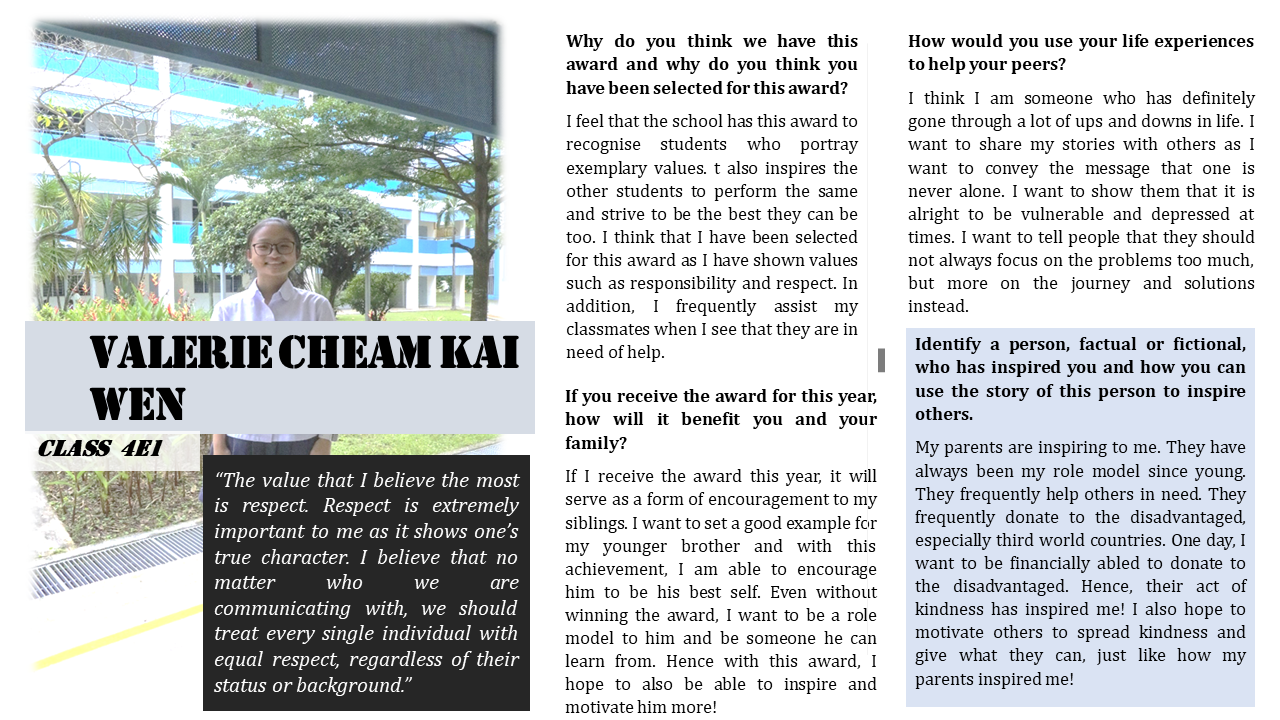 VALERIE CHEAM KAI
WEN
CLASS 4E1
“The value that I believe the most
is respect. Respect is extremely
important to me as it shows one’s
true character. I believe that no
matter who we are
communicating with, we should
treat every single individual with
equal respect, regardless of their
status or background.”
Why do you think we have this
award and why do you think you
have been selected for this award?
I feel that the school has this award to
recognise students who portray
exemplary values. t also inspires the
other students to perform the same
and strive to be the best they can be
too. I think that I have been selected
for this award as I have shown values
such as responsibility and respect. In
addition, I frequently assist my
classmates when I see that they are in
need of help.
If you receive the award for this year,
how will it benefit you and your
family?
If I receive the award this year, it will
serve as a form of encouragement to my
siblings. I want to set a good example for
my younger brother and with this
achievement, I am able to encourage
him to be his best self. Even without
winning the award, I want to be a role
model to him and be someone he can
learn from. Hence with this award, I
hope to also be able to inspire and
motivate him more!
How would you use your life experiences
to help your peers?
I think I am someone who has definitely
gone through a lot of ups and downs in life. I
want to share my stories with others as I
want to convey the message that one is
never alone. I want to show them that it is
alright to be vulnerable and depressed at
times. I want to tell people that they should
not always focus on the problems too much,
but more on the journey and solutions
instead.
Identify a person, factual or fictional,
who has inspired you and how you can
use the story of this person to inspire
others.
My parents are inspiring to me. They have
always been my role model since young.
They frequently help others in need. They
frequently donate to the disadvantaged,
especially third world countries. One day, I
want to be financially abled to donate to
the disadvantaged. Hence, their act of
kindness has inspired me! I also hope to
motivate others to spread kindness and
give what they can, just like how my
parents inspired me!